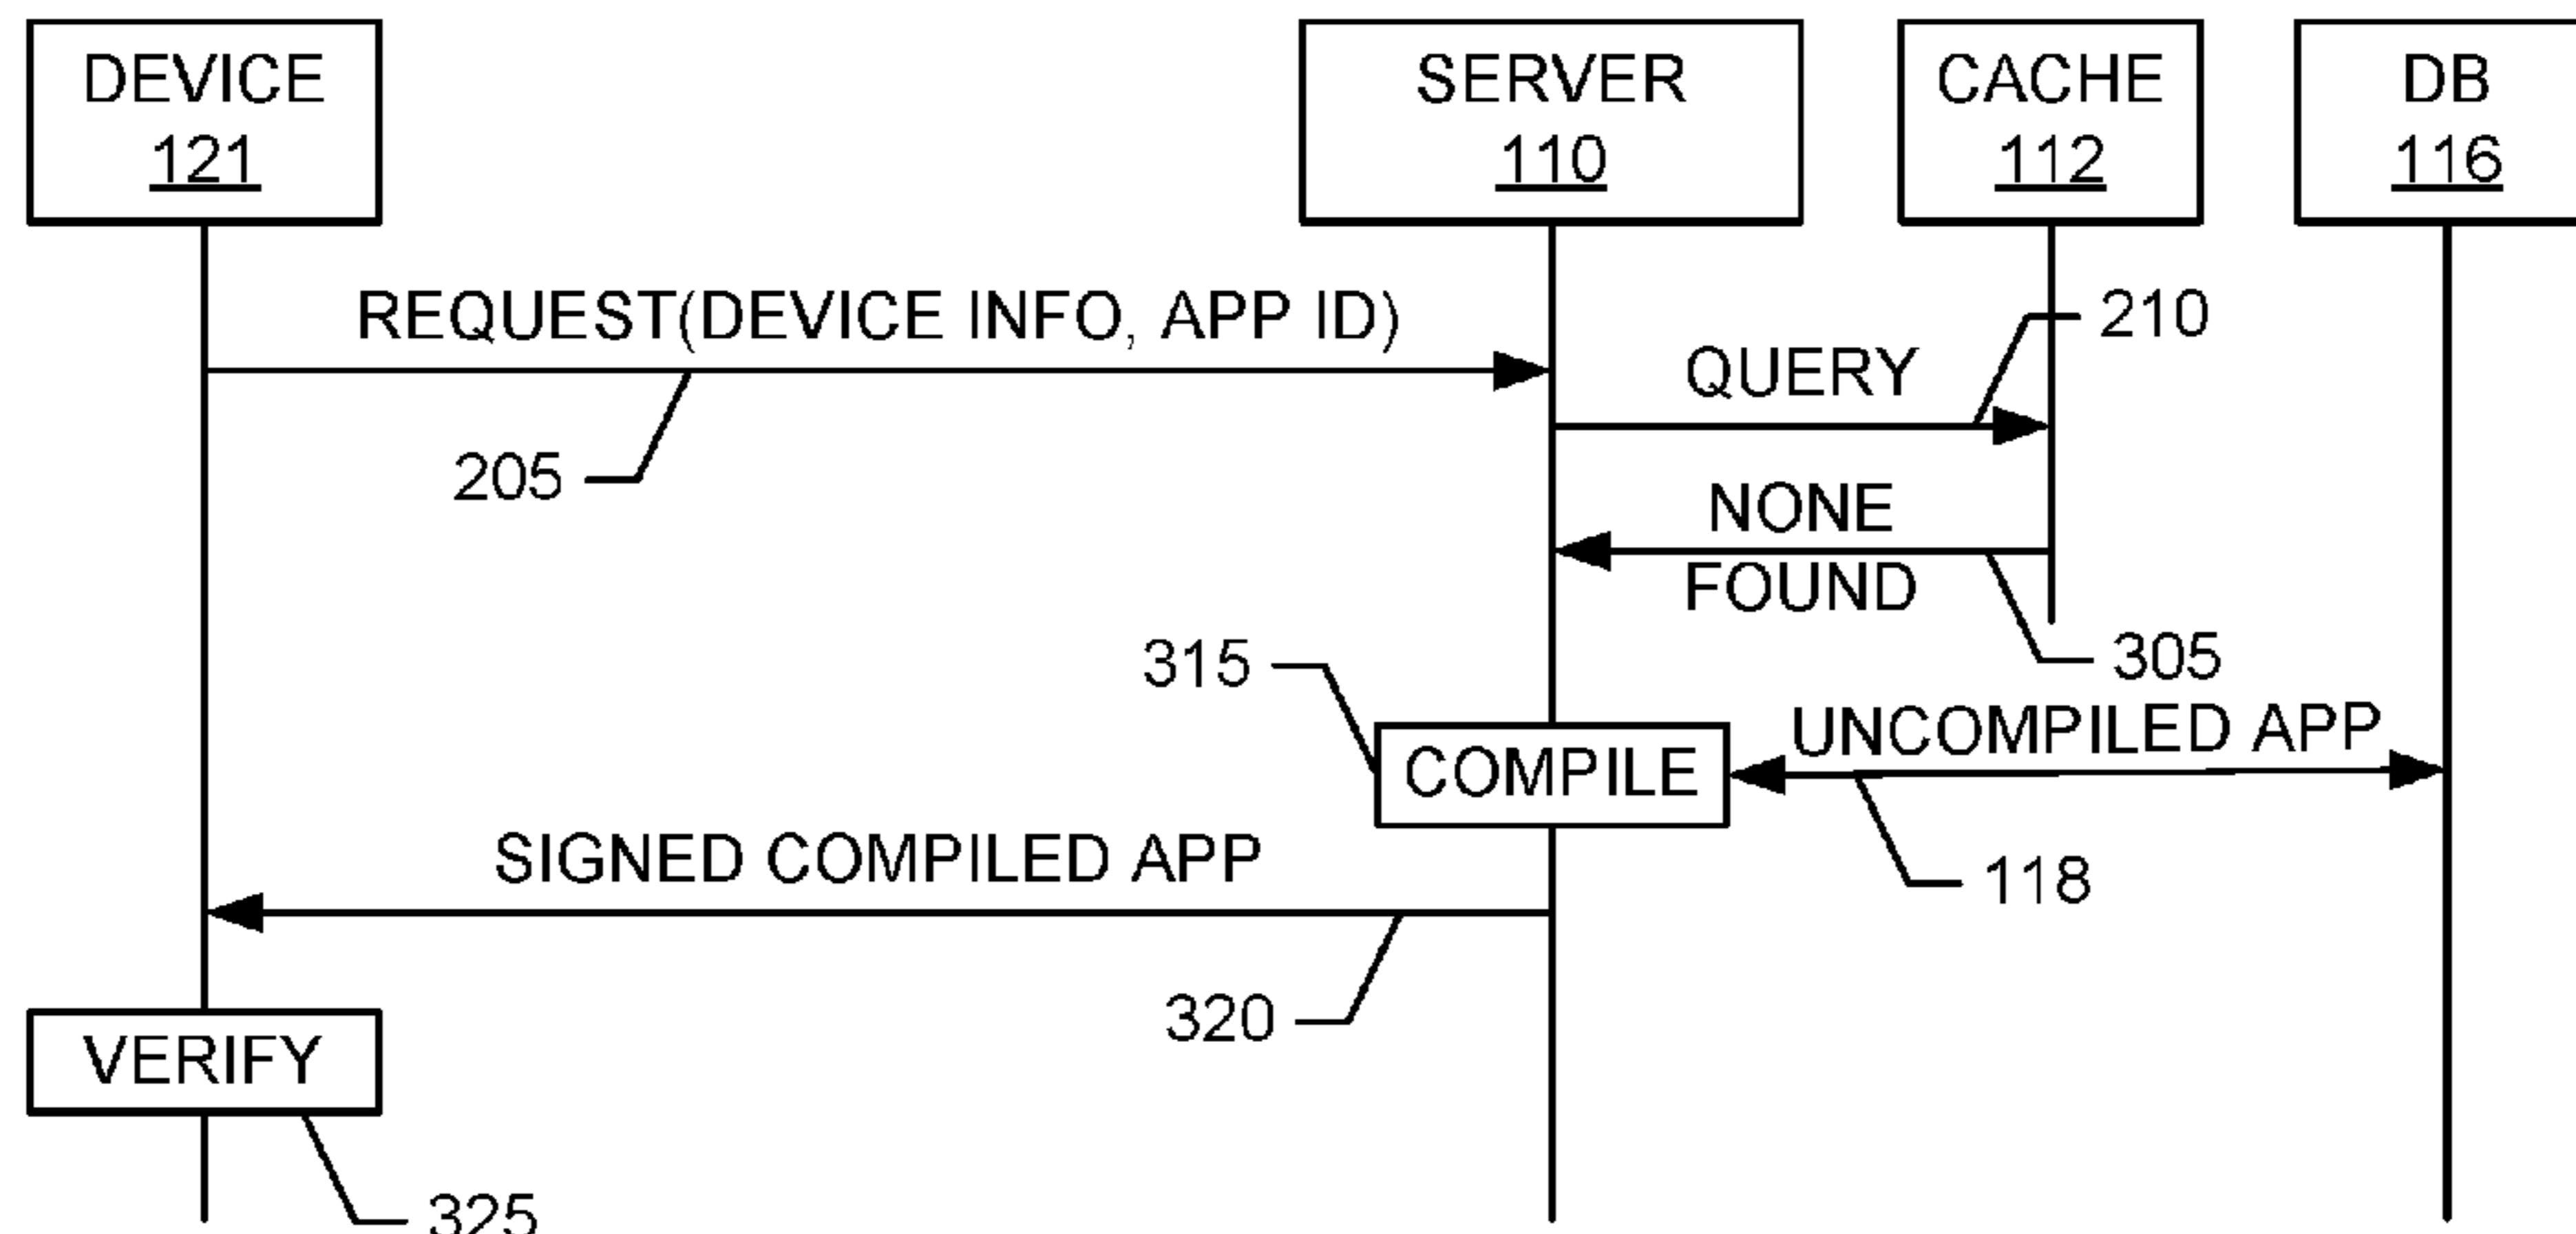 DEVICE
121
SERVER
110
CACHE
112
DB
116
REQUEST(DEVICE INFO, APP ID)
205
QUERY
210
NONE
FOUND
305
315
COMPILE
UNCOMPILED APP
118
SIGNED COMPILED APP
320
VERIFY
325